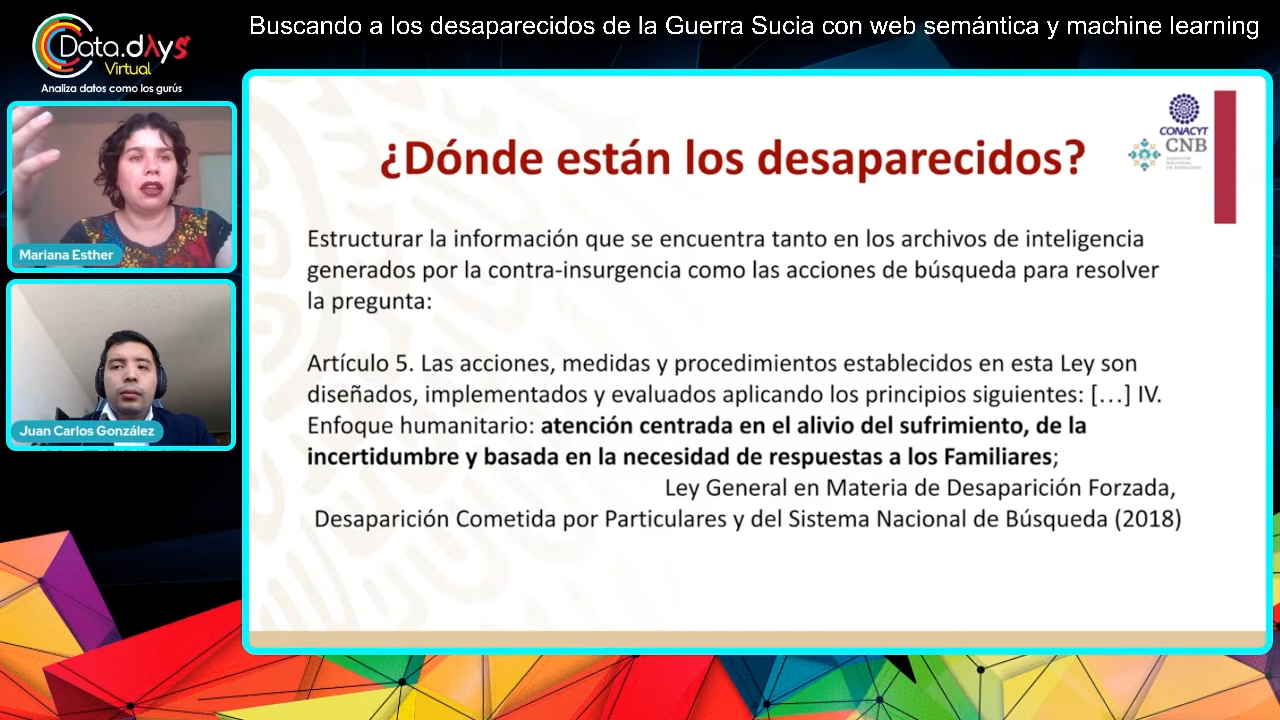 Buscando a los desaparecidos de la Guerra Sucia con web semántica y machine learning
Data.dAys
Virtual
Analiza datos como los gurús
Mariana Esther
Juan Carlos González
CONACYT
CNB
¿Dónde están los desaparecidos?
Estructurar la información que se encuentra tanto en los archivos de inteligencia
generados por la contra-insurgencia como las acciones de búsqueda para resolver
la pregunta:
Artículo 5. Las acciones, medidas y procedimientos establecidos en esta Ley son
diseñados, implementados y evaluados aplicando los principios siguientes: […] IV.
Enfoque humanitario: atención centrada en el alivio del sufrimiento, de la
incertidumbre y basada en la necesidad de respuestas a los Familiares;
Ley General en Materia de Desaparición Forzada,
Desaparición Cometida por Particulares y del Sistema Nacional de Búsqueda (2018)